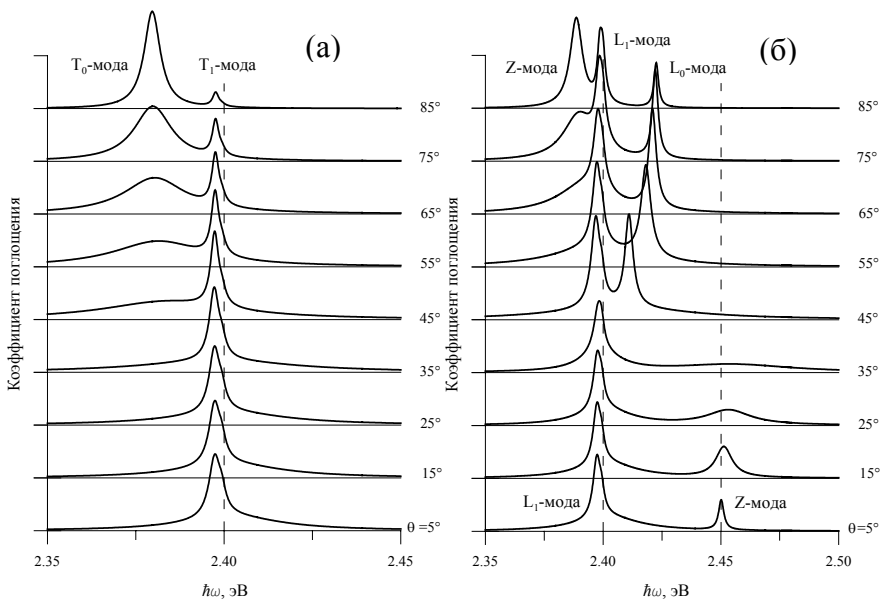 (а)
T₀-мода
T₁-мода
85°
75°
65°
55°
45°
35°
25°
15°
θ =5°
Коэффициент поглощения
2.35
2.40
2.45
ħω, эВ
(б)
L₁-мода
Z-мода
L₀-мода
85°
75°
65°
55°
45°
35°
25°
15°
θ =5°
L₁-мода
Z-мода
Коэффициент поглощения
2.35
2.40
2.45
2.50
ħω, эВ